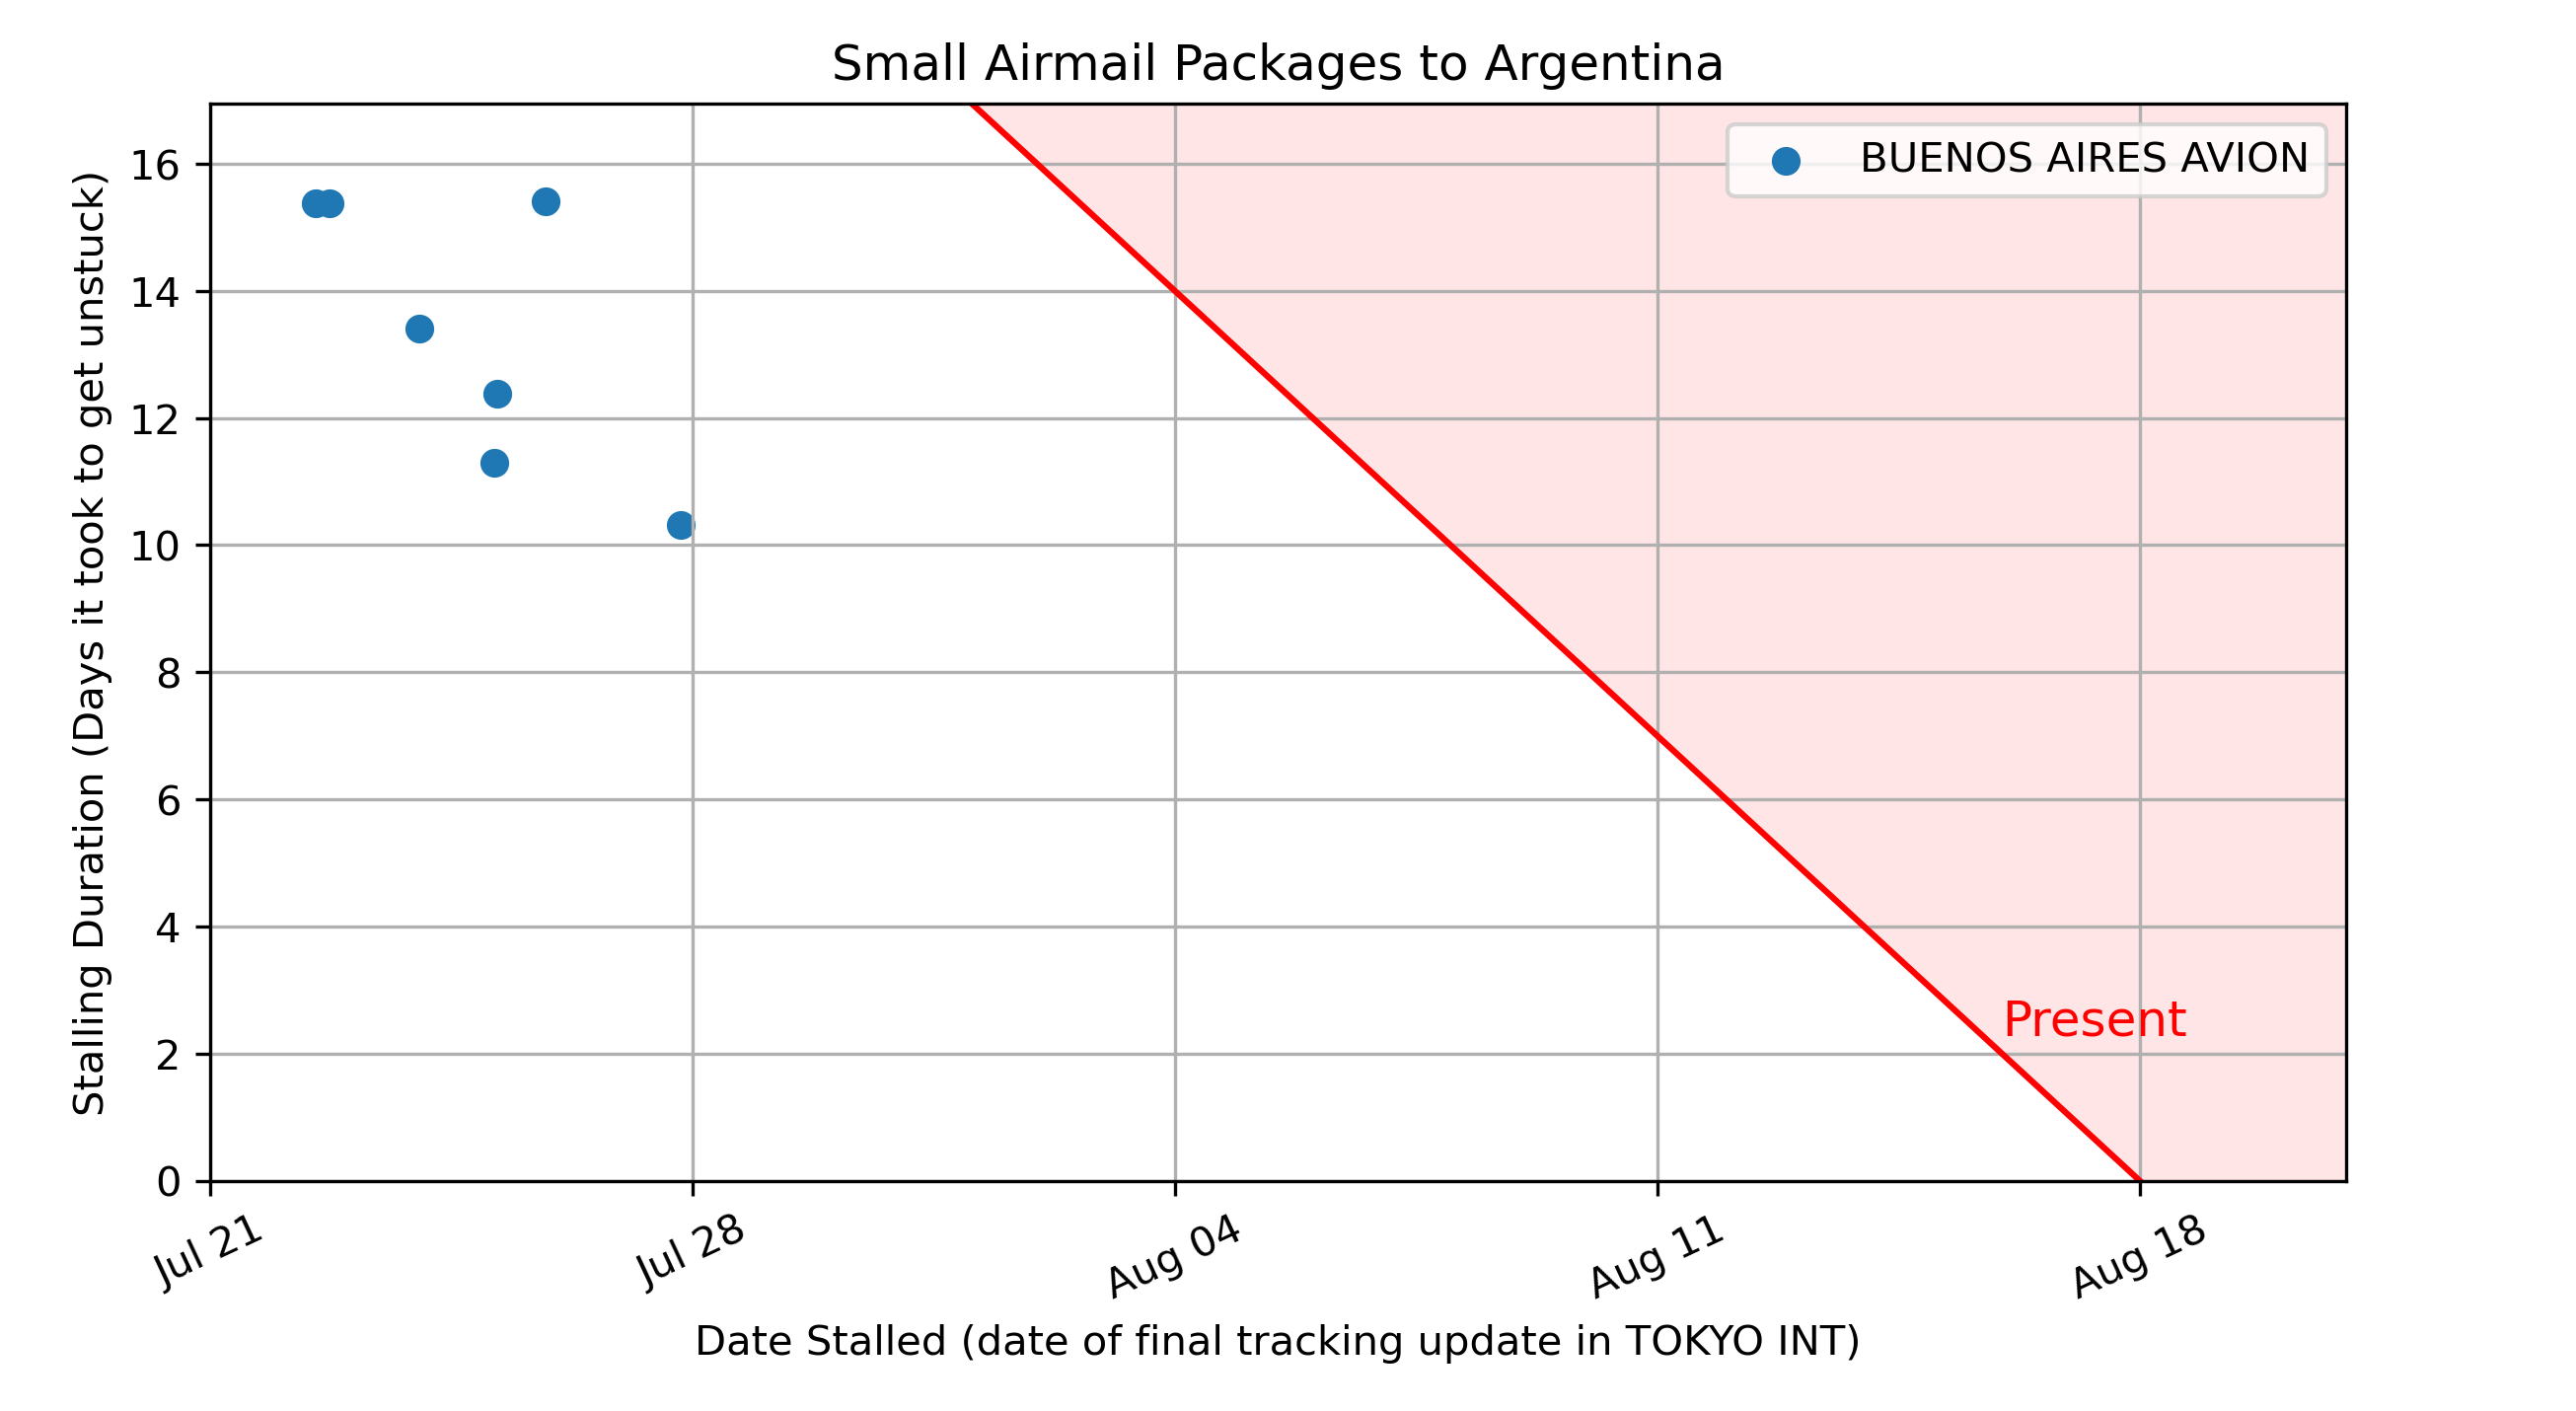 Small Airmail Packages to Argentina
BUENOS AIRES AVION
Stalling Duration (Days it took to get unstuck)
16
14
12
10
8
6
4
2
0
Present
Jul 21
Jul 28
Aug 04
Aug 11
Aug 18
Date Stalled (date of final tracking update in TOKYO INT)